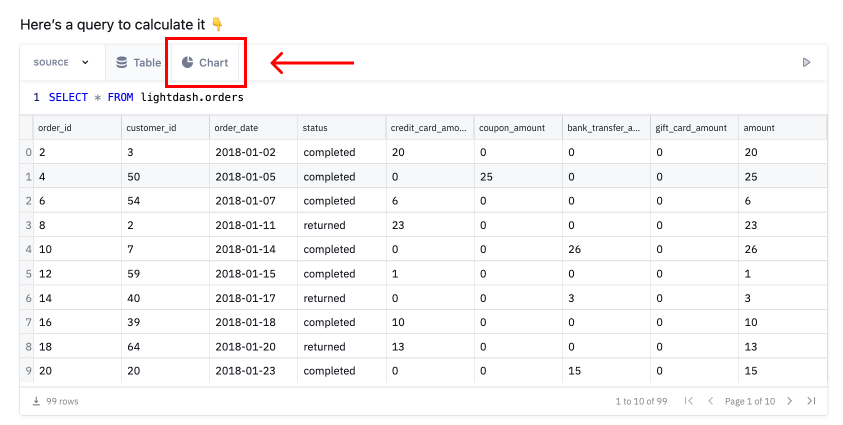 Here's a query to calculate it 👇
SOURCE Table Chart
1 SELECT * FROM lightdash.orders
order_id customer_id order_date status credit_card_amo... coupon_amount bank_transfer_a... gift_card_amount amount
0 2 3 2018-01-02 completed 20 0 0 0 20
1 4 50 2018-01-05 completed 0 25 0 0 25
2 6 54 2018-01-07 completed 6 0 0 0 6
3 8 2 2018-01-11 returned 23 0 0 0 23
4 10 7 2018-01-14 completed 0 0 26 0 26
5 12 59 2018-01-15 completed 1 0 0 0 1
6 14 40 2018-01-17 returned 0 0 3 0 3
7 16 39 2018-01-18 completed 10 0 0 0 10
8 18 64 2018-01-20 returned 13 0 0 0 13
9 20 20 2018-01-23 completed 0 0 15 0 15
99 rows 1 to 10 of 99 Page 1 of 10